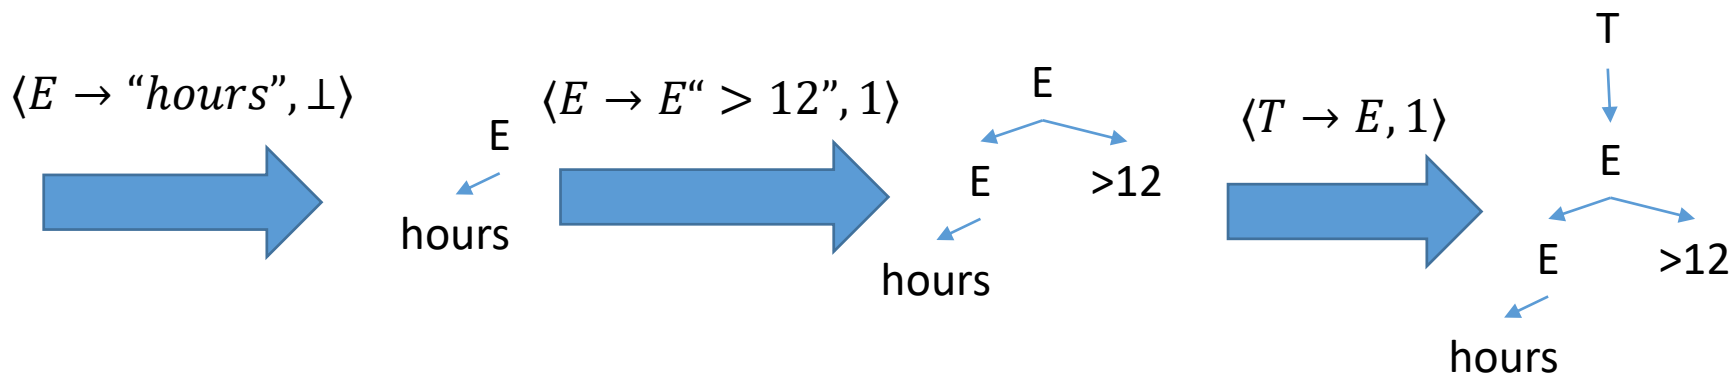 ⟨E → “hours”, ⊥⟩
E
hours
⟨E → E“ > 12”, 1⟩
E
E >12
hours
⟨T → E, 1⟩
T
E
E >12
hours